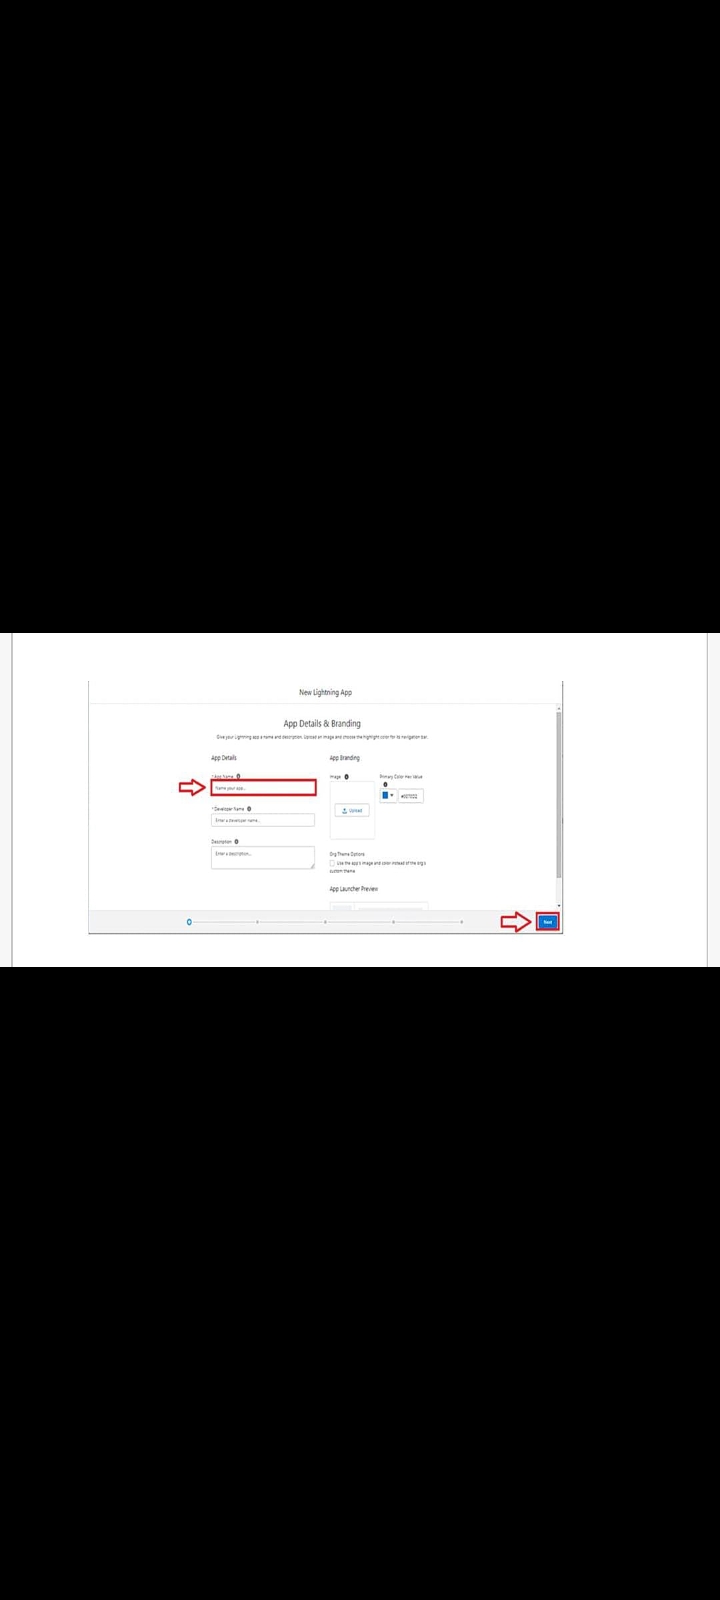 New Lightning App
App Details & Branding
Give your Lightning app a name and description. Upload an image and choose the highlight color for its navigation bar.
App Details
App Branding
* App Name
Name your app...
* Developer Name
Enter a developer name...
Description
Enter a description...
Image
Upload
Primary Color Hex Value
Org Theme Options
Use the app's image and color instead of the org's
custom theme
App Launcher Preview
Next